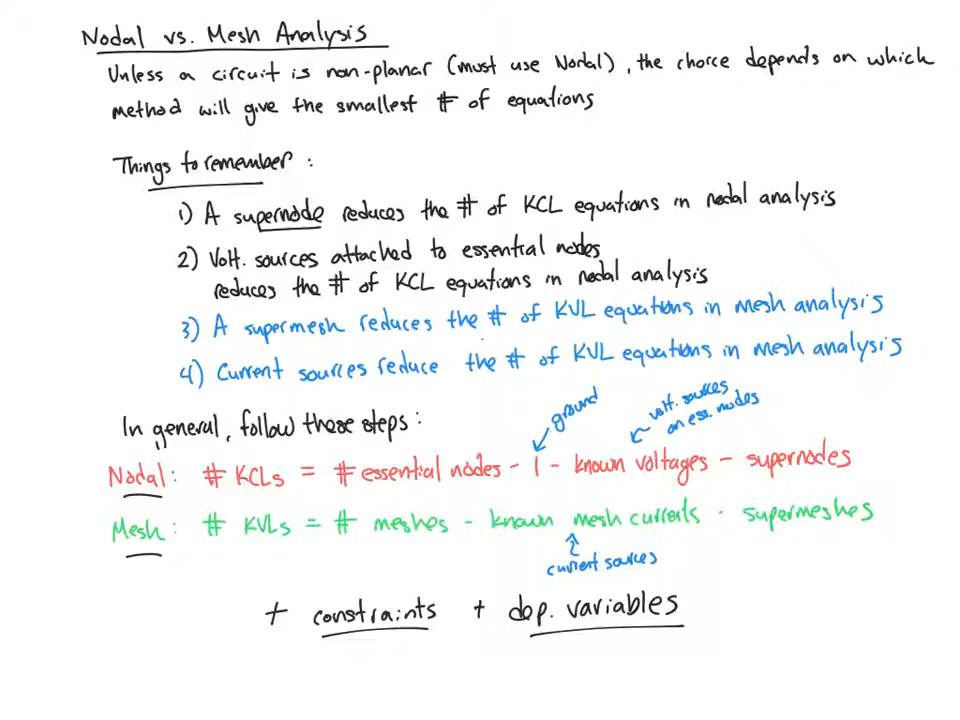 Nodal vs. Mesh Analysis
Unless a circuit is non-planar (must use Nodal), the choice depends on which
method will give the smallest # of equations
Things to remember :
1) A supernode reduces the # of KCL equations in nodal analysis
2) Volt. sources attached to essential nodes
reduces the # of KCL equations in nodal analysis
3) A supermesh reduces the # of KVL equations in mesh analysis
4) Current sources reduce the # of KVL equations in mesh analysis
In general, follow these steps :
ground
volt. sources
on ess. nodes
Nodal : # KCLs = # essential nodes - 1 - known voltages - supernodes
Mesh : # KVLs = # meshes - known mesh currents - supermeshes
current sources
+ constraints + dep. variables